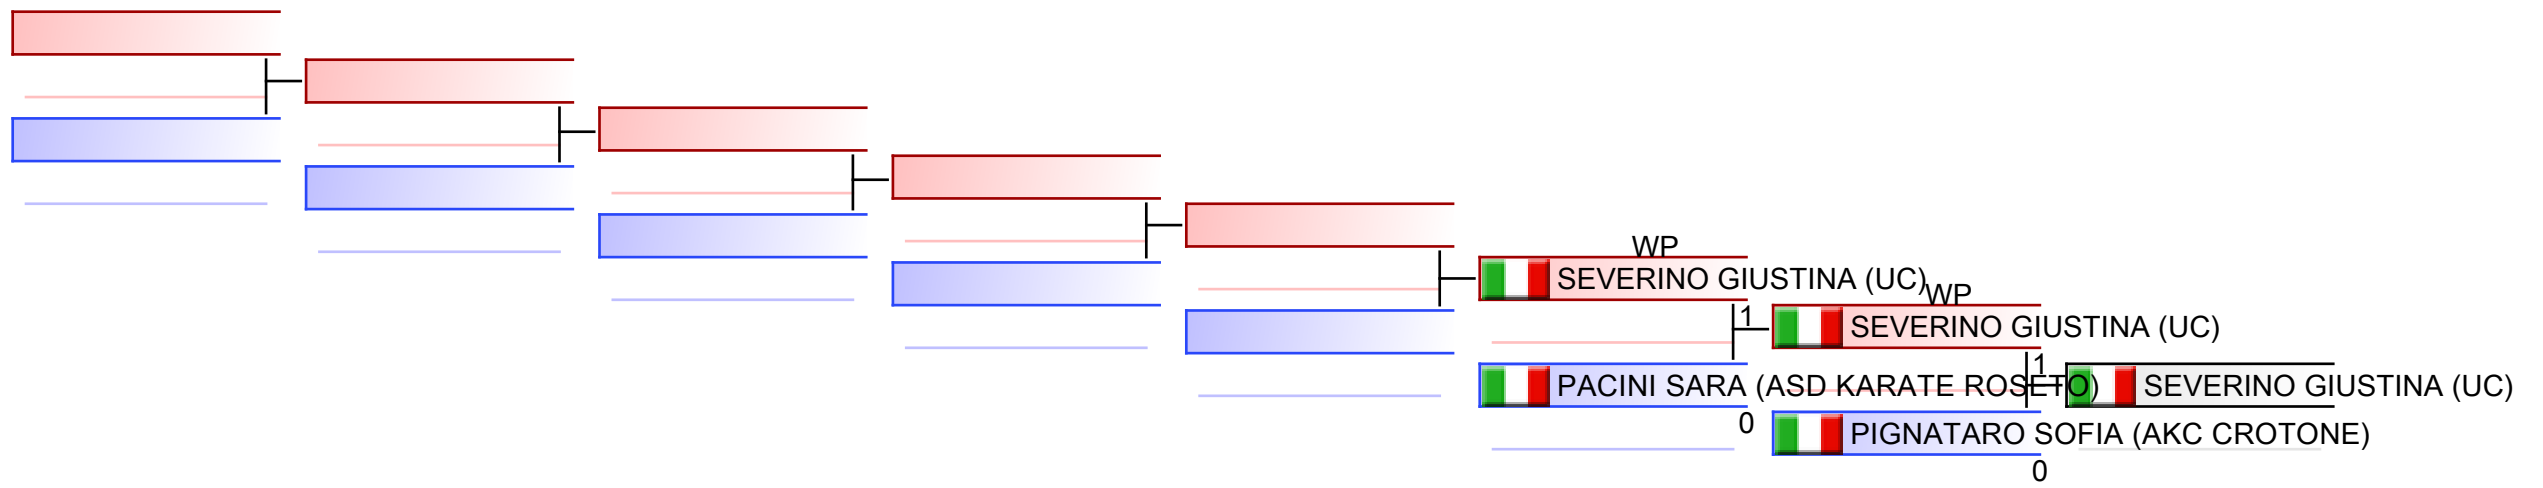 WP
SEVERINO GIUSTINA (UC)
WP
1
SEVERINO GIUSTINA (UC)
1
PACINI SARA (ASD KARATE ROSETO)
SEVERINO GIUSTINA (UC)
0
PIGNATARO SOFIA (AKC CROTONE)
0